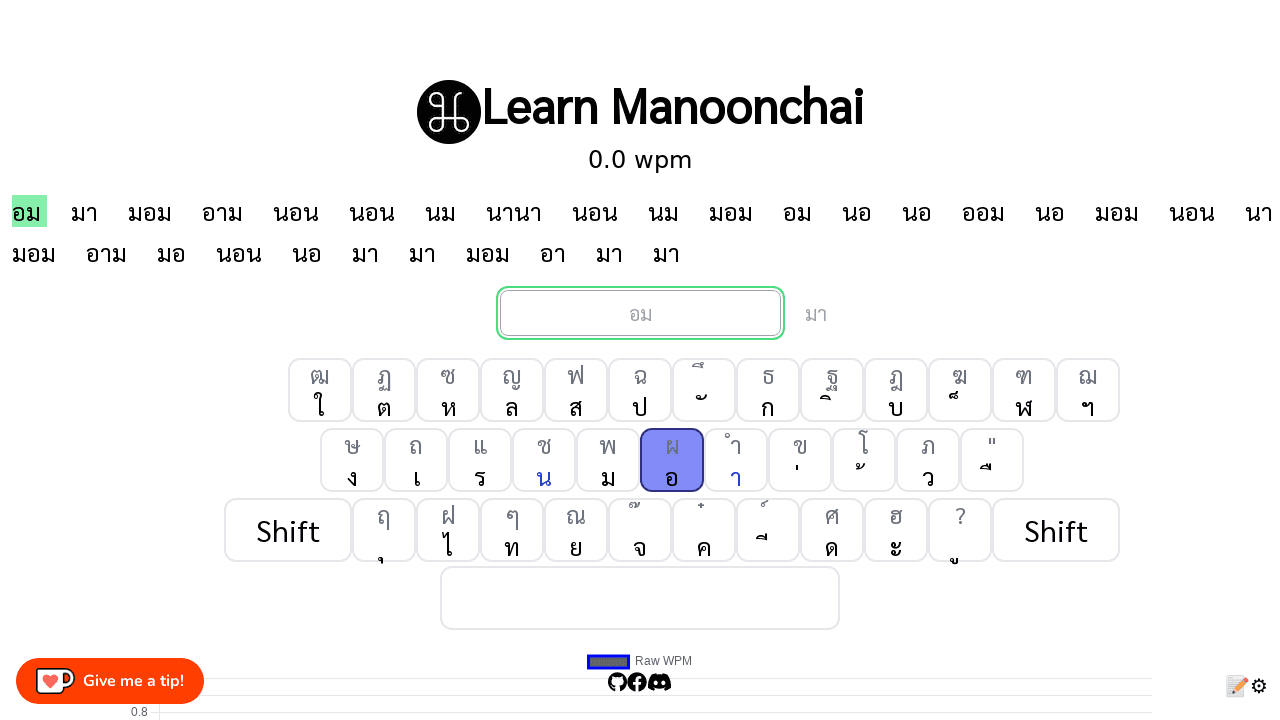 Learn Manoonchai
0.0 wpm
อม มา มอม อาม นอน นอน นม นานา นอน นม มอม อม นอ นอ ออม นอ มอม นอน นา
มอม อาม มอ นอน นอ มา มา มอม อา มา มา
อม มา
ฒ ฏ ซ ญ ฟ ฉ ึ ธ ฐ ฎ ฆ ฑ ฌ
ใ ต ห ล ส ป ั ก ิ บ ็ ฬ ฯ
ษ ถ แ ช พ ผ ำ ข โ ภ "
ง เ ร น ม อ า ่ ้ ว ื
Shift ฤ ฝ ๆ ณ ๊ ๋ ์ ศ ฮ ? Shift
ุ ไ ท ย จ ค ี ด ะ ู
Raw WPM
Give me a tip!
0.8